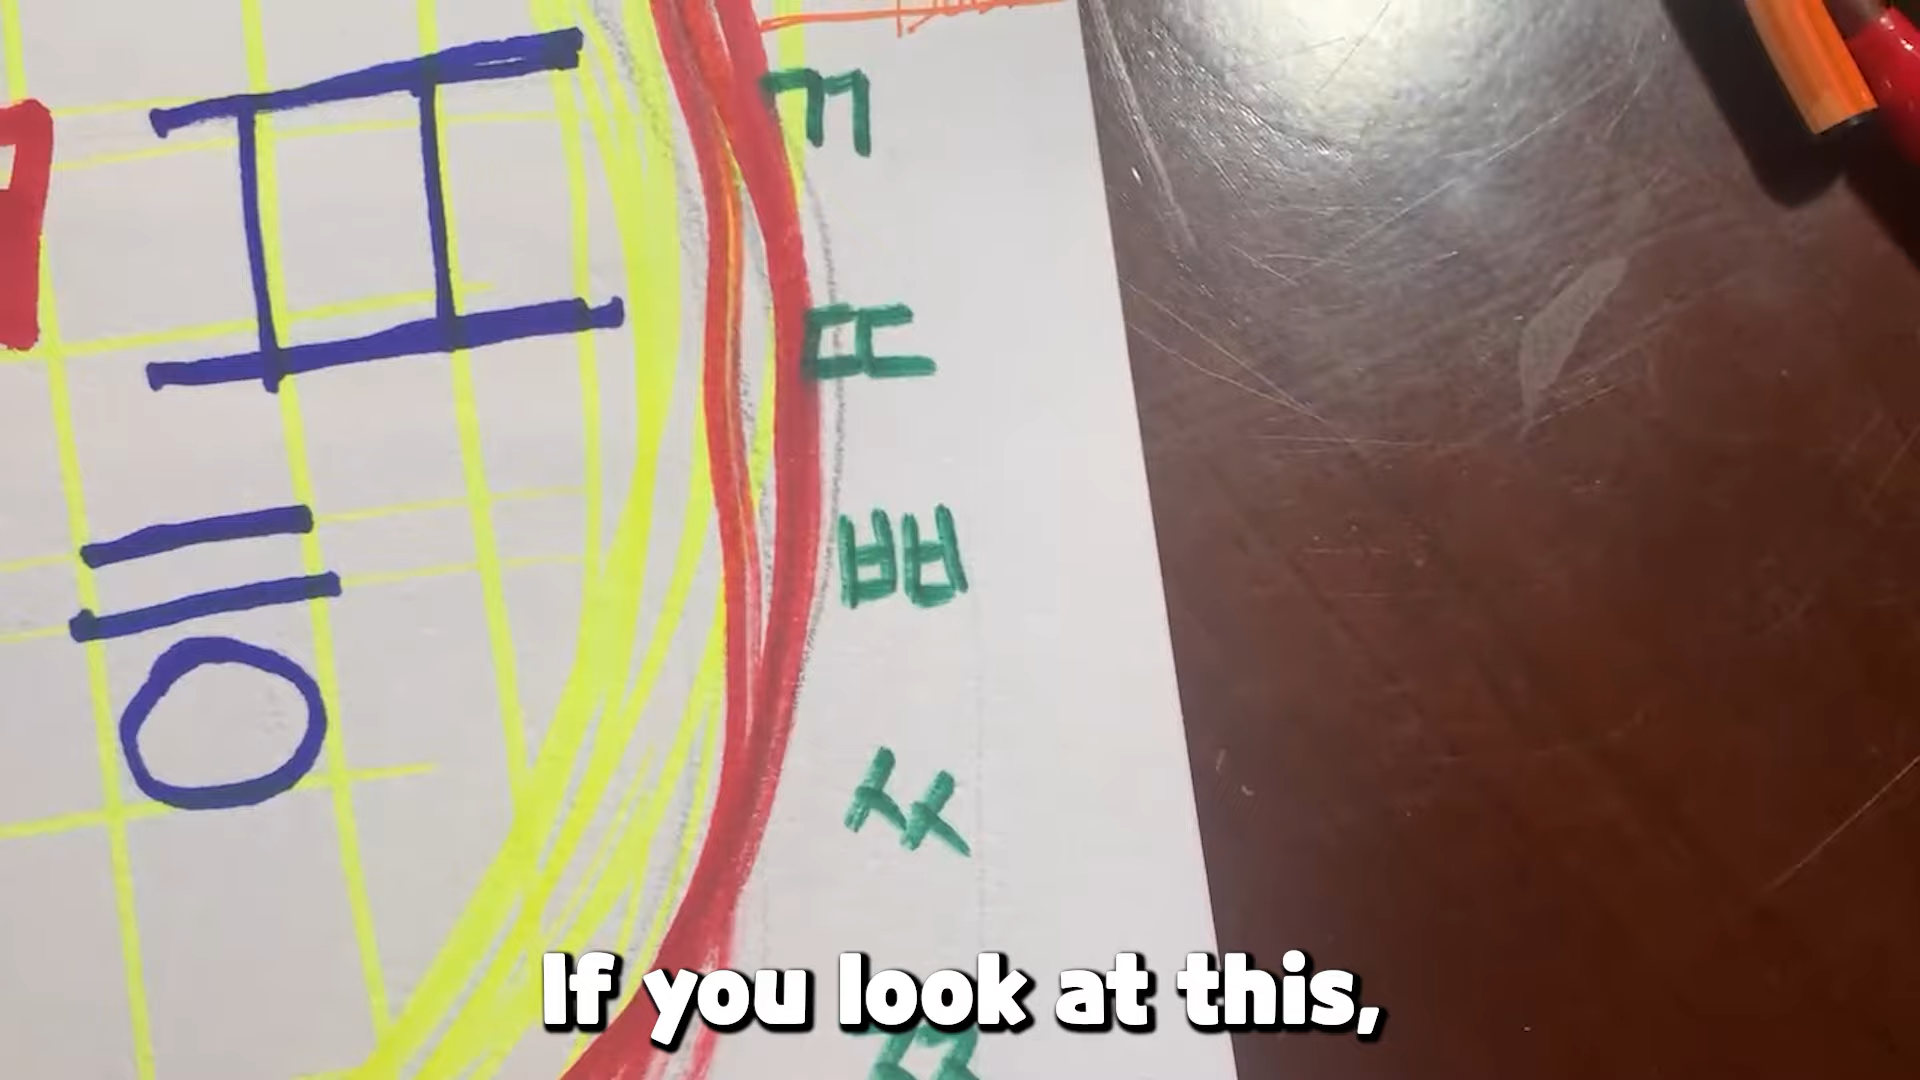 ㄲ
ㄸ
ㅃ
ㅆ
ㅉ
ㅍ
ㅎ
If you look at this,